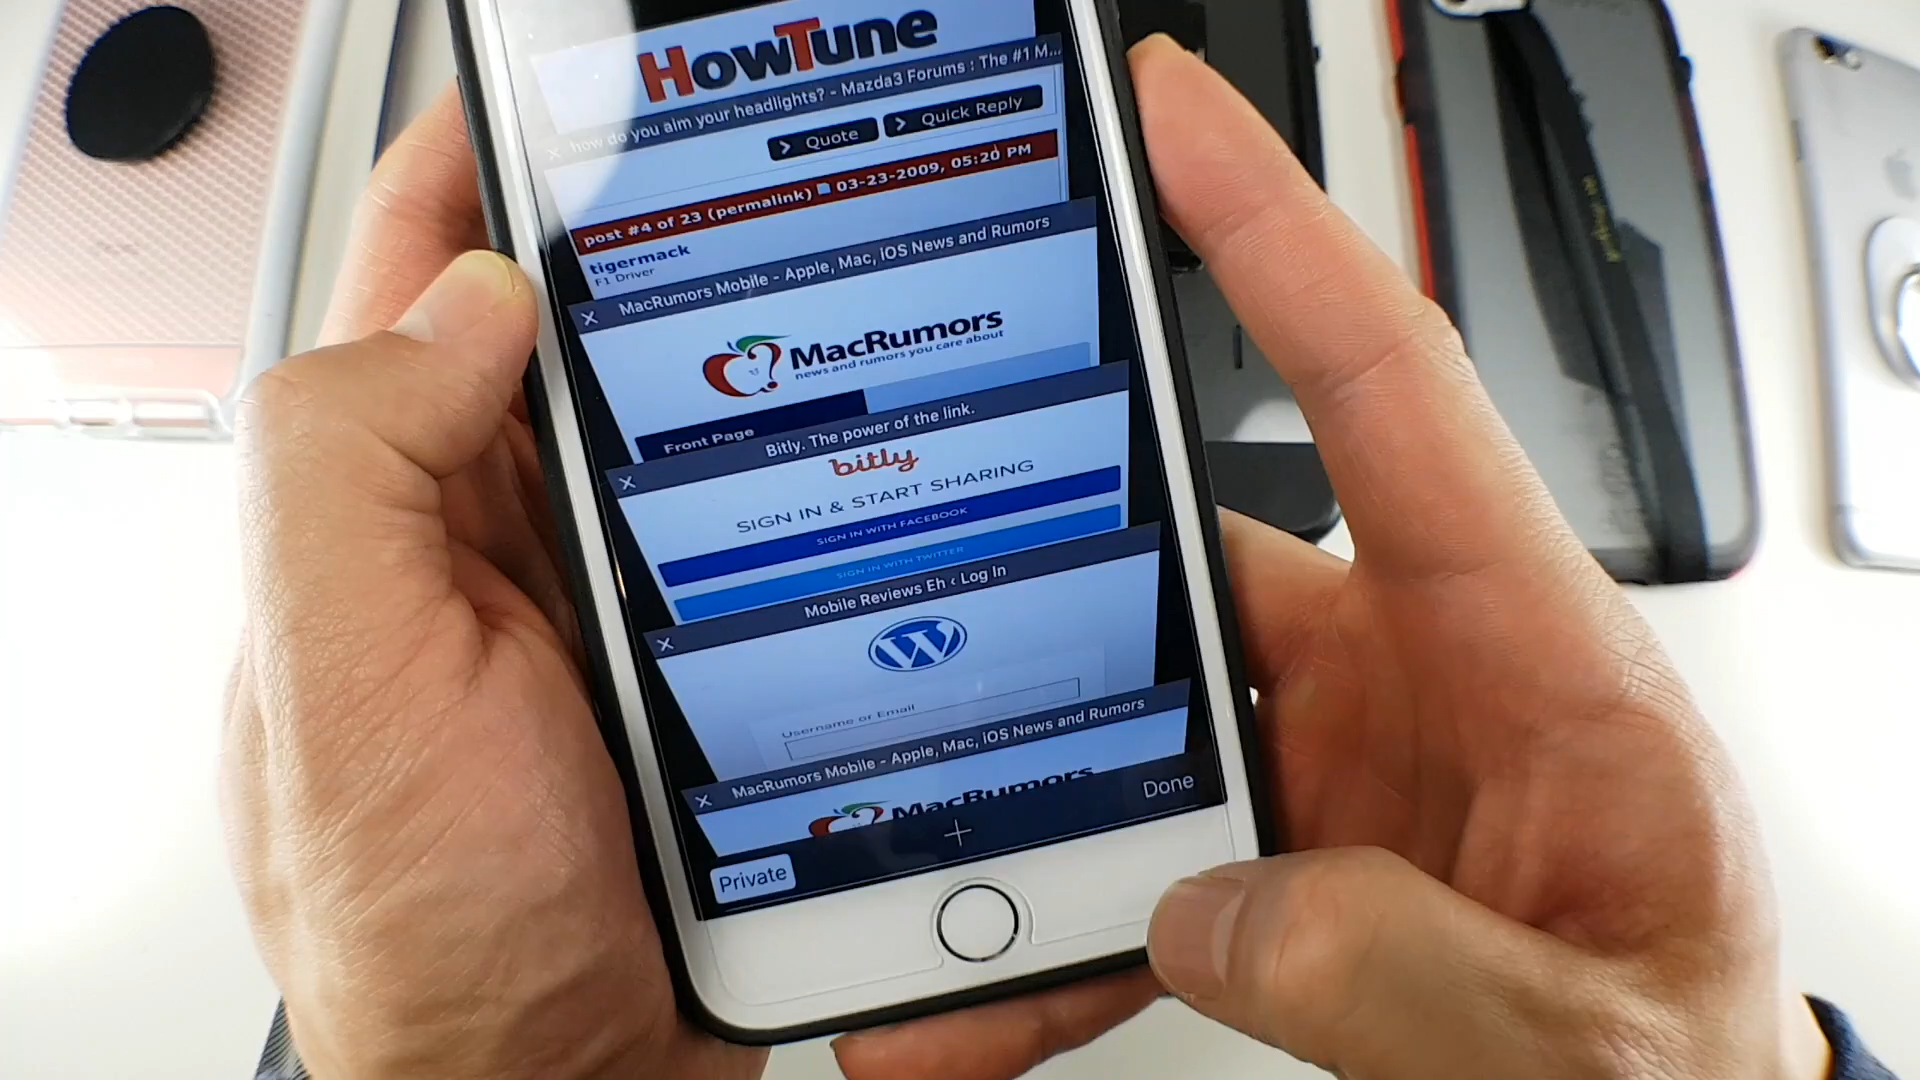 HowTune
× how do you aim your headlights? - Mazda3 Forums : The #1 M...
> Quote > Quick Reply
post #4 of 23 (permalink) 03-23-2009, 05:20 PM
tigermack
F1 Driver
× MacRumors Mobile - Apple, Mac, iOS News and Rumors
MacRumors
news and rumors you care about
Front Page
× Bitly. The power of the link.
bitly
SIGN IN & START SHARING
SIGN IN WITH FACEBOOK
SIGN IN WITH TWITTER
× Mobile Reviews Eh ‹ Log In
W
Username or Email
× MacRumors Mobile - Apple, Mac, iOS News and Rumors
MacRumors
Private + Done